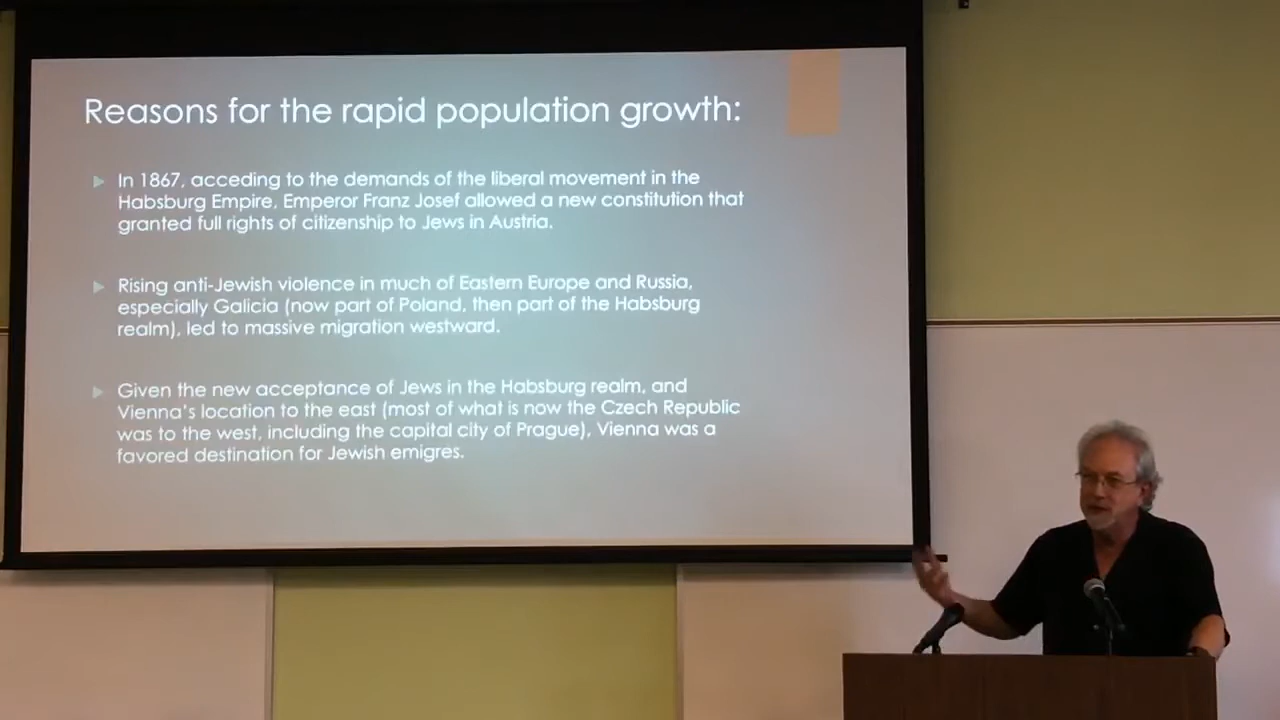 Reasons for the rapid population growth:
In 1867, acceding to the demands of the liberal movement in the
Habsburg Empire, Emperor Franz Josef allowed a new constitution that
granted full rights of citizenship to Jews in Austria.
Rising anti-Jewish violence in much of Eastern Europe and Russia,
especially Galicia (now part of Poland, then part of the Habsburg
realm), led to massive migration westward.
Given the new acceptance of Jews in the Habsburg realm, and
Vienna's location to the east (most of what is now the Czech Republic
was to the west, including the capital city of Prague), Vienna was a
favored destination for Jewish emigres.